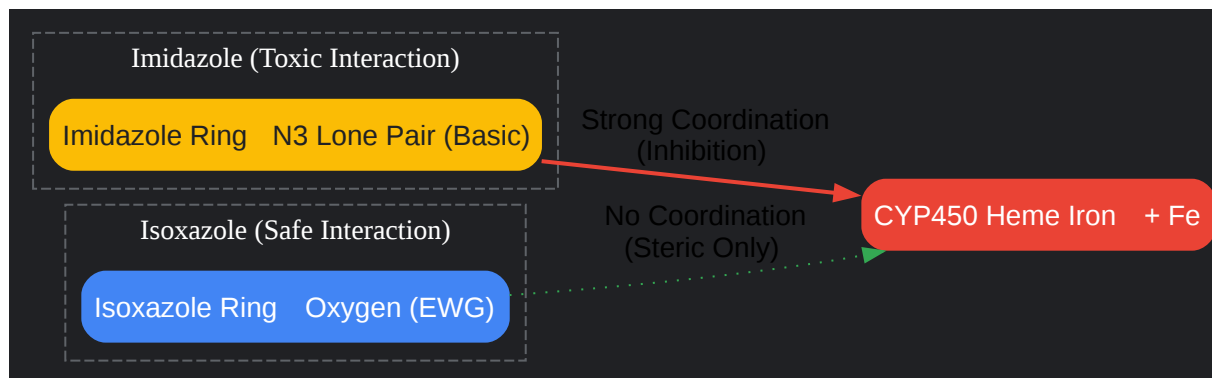 Imidazole (Toxic Interaction)
Imidazole Ring N3 Lone Pair (Basic)
Strong Coordination
(Inhibition)
CYP450 Heme Iron + Fe
No Coordination
(Steric Only)
Isoxazole (Safe Interaction)
Isoxazole Ring Oxygen (EWG)